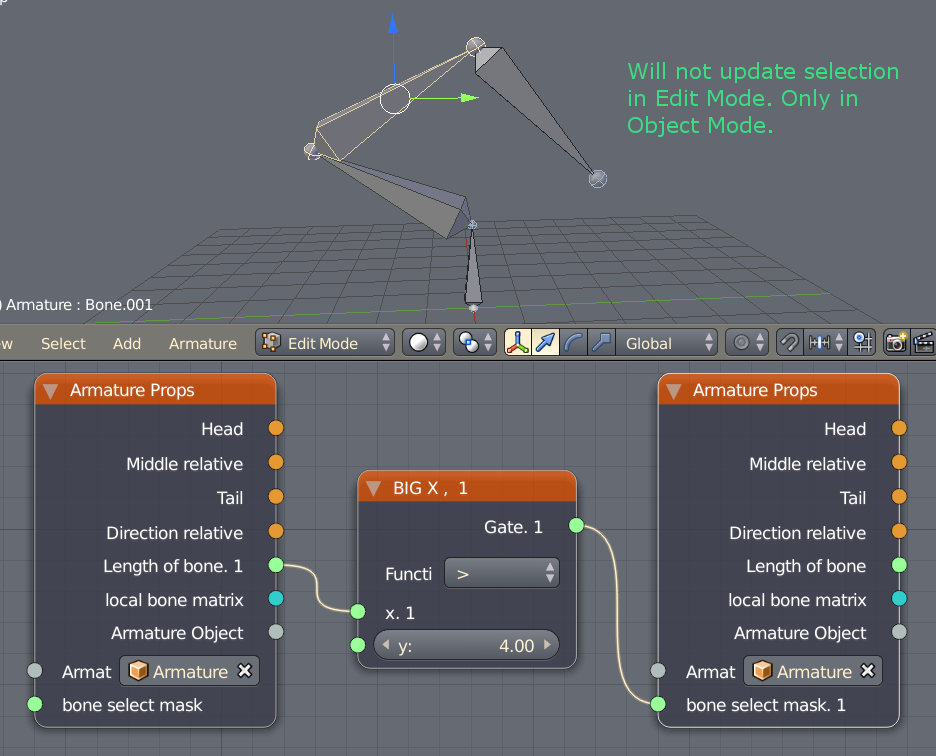 Will not update selection
in Edit Mode. Only in
Object Mode.
) Armature : Bone.001
w Select Add Armature Edit Mode Global
Armature Props
Head
Middle relative
Tail
Direction relative
Length of bone. 1
local bone matrix
Armature Object
Armat Armature
bone select mask
BIG X , 1
Gate. 1
Functi >
x. 1
y: 4.00
Armature Props
Head
Middle relative
Tail
Direction relative
Length of bone
local bone matrix
Armature Object
Armat Armature
bone select mask. 1